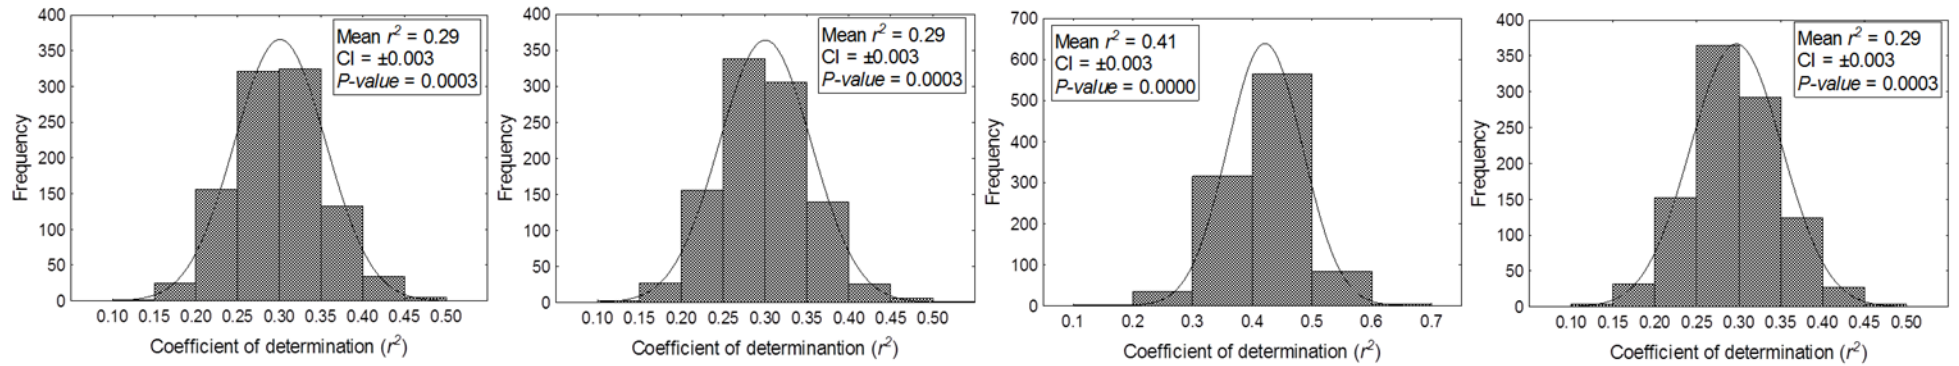 400
350
300
250
200
150
100
50
0
Frequency
Mean r² = 0.29
CI = ±0.003
P-value = 0.0003
0.10 0.15 0.20 0.25 0.30 0.35 0.40 0.45 0.50
Coefficient of determination (r²)
400
350
300
250
200
150
100
50
0
Frequency
Mean r² = 0.29
CI = ±0.003
P-value = 0.0003
0.10 0.15 0.20 0.25 0.30 0.35 0.40 0.45 0.50
Coefficient of determinantion (r²)
700
600
500
400
300
200
100
0
Frequency
Mean r² = 0.41
CI = ±0.003
P-value = 0.0000
0.1 0.2 0.3 0.4 0.5 0.6 0.7
Coefficient of determination (r²)
400
350
300
250
200
150
100
50
0
Frequency
Mean r² = 0.29
CI = ±0.003
P-value = 0.0003
0.10 0.15 0.20 0.25 0.30 0.35 0.40 0.45 0.50
Coefficient of determination (r²)